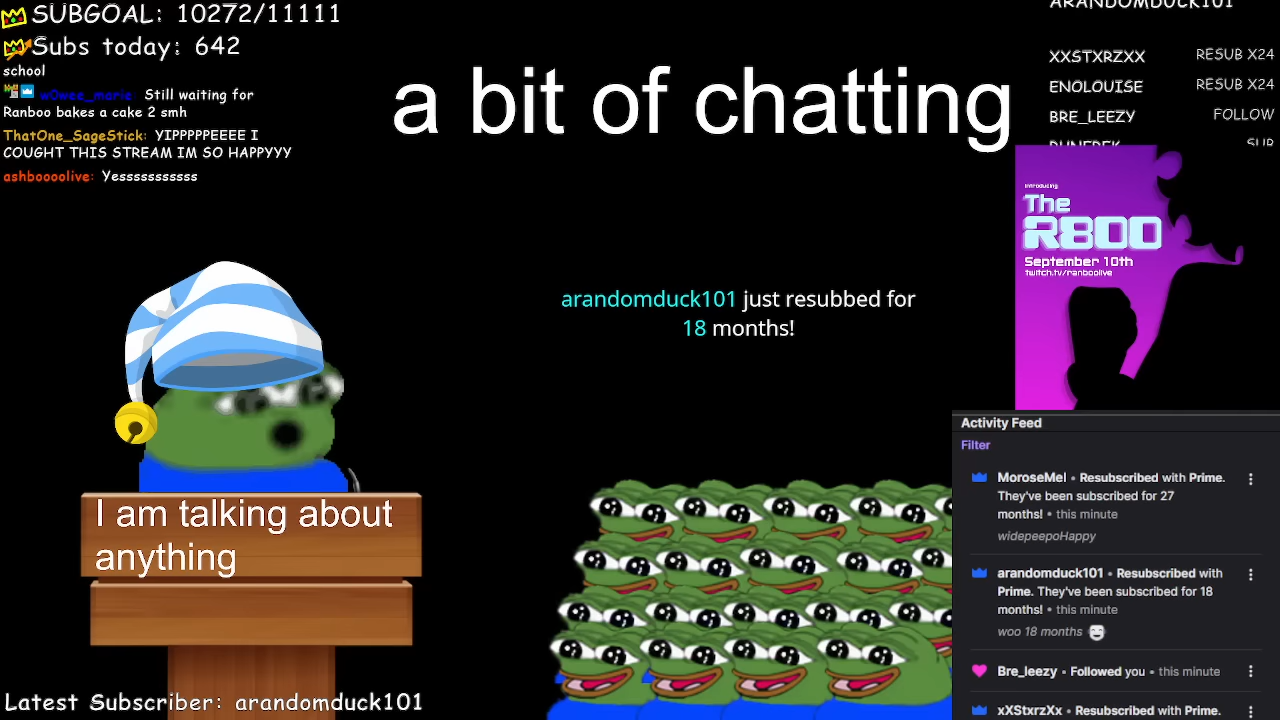 SUBGOAL: 10272/11111
Subs today: 642
school
w0wee_marie: Still waiting for
Ranboo bakes a cake 2 smh
ThatOne_SageStick: YIPPPPPEEEE I
COUGHT THIS STREAM IM SO HAPPYYY
ashboooolive: Yesssssssssss
a bit of chatting
ARANDOMDUCK101
XXSTXRZXX RESUB X24
ENOLOUISE RESUB X24
BRE_LEEZY FOLLOW
SUB
Introducing
The
R800
September 10th
twitch.tv/ranboolive
arandomduck101 just resubbed for
18 months!
I am talking about
anything
Latest Subscriber: arandomduck101
Activity Feed
Filter
MoroseMel • Resubscribed with Prime.
They've been subscribed for 27
months! • this minute
widepeepoHappy
arandomduck101 • Resubscribed with
Prime. They've been subscribed for 18
months! • this minute
woo 18 months
Bre_leezy • Followed you • this minute
xXStxrzXx • Resubscribed with Prime.